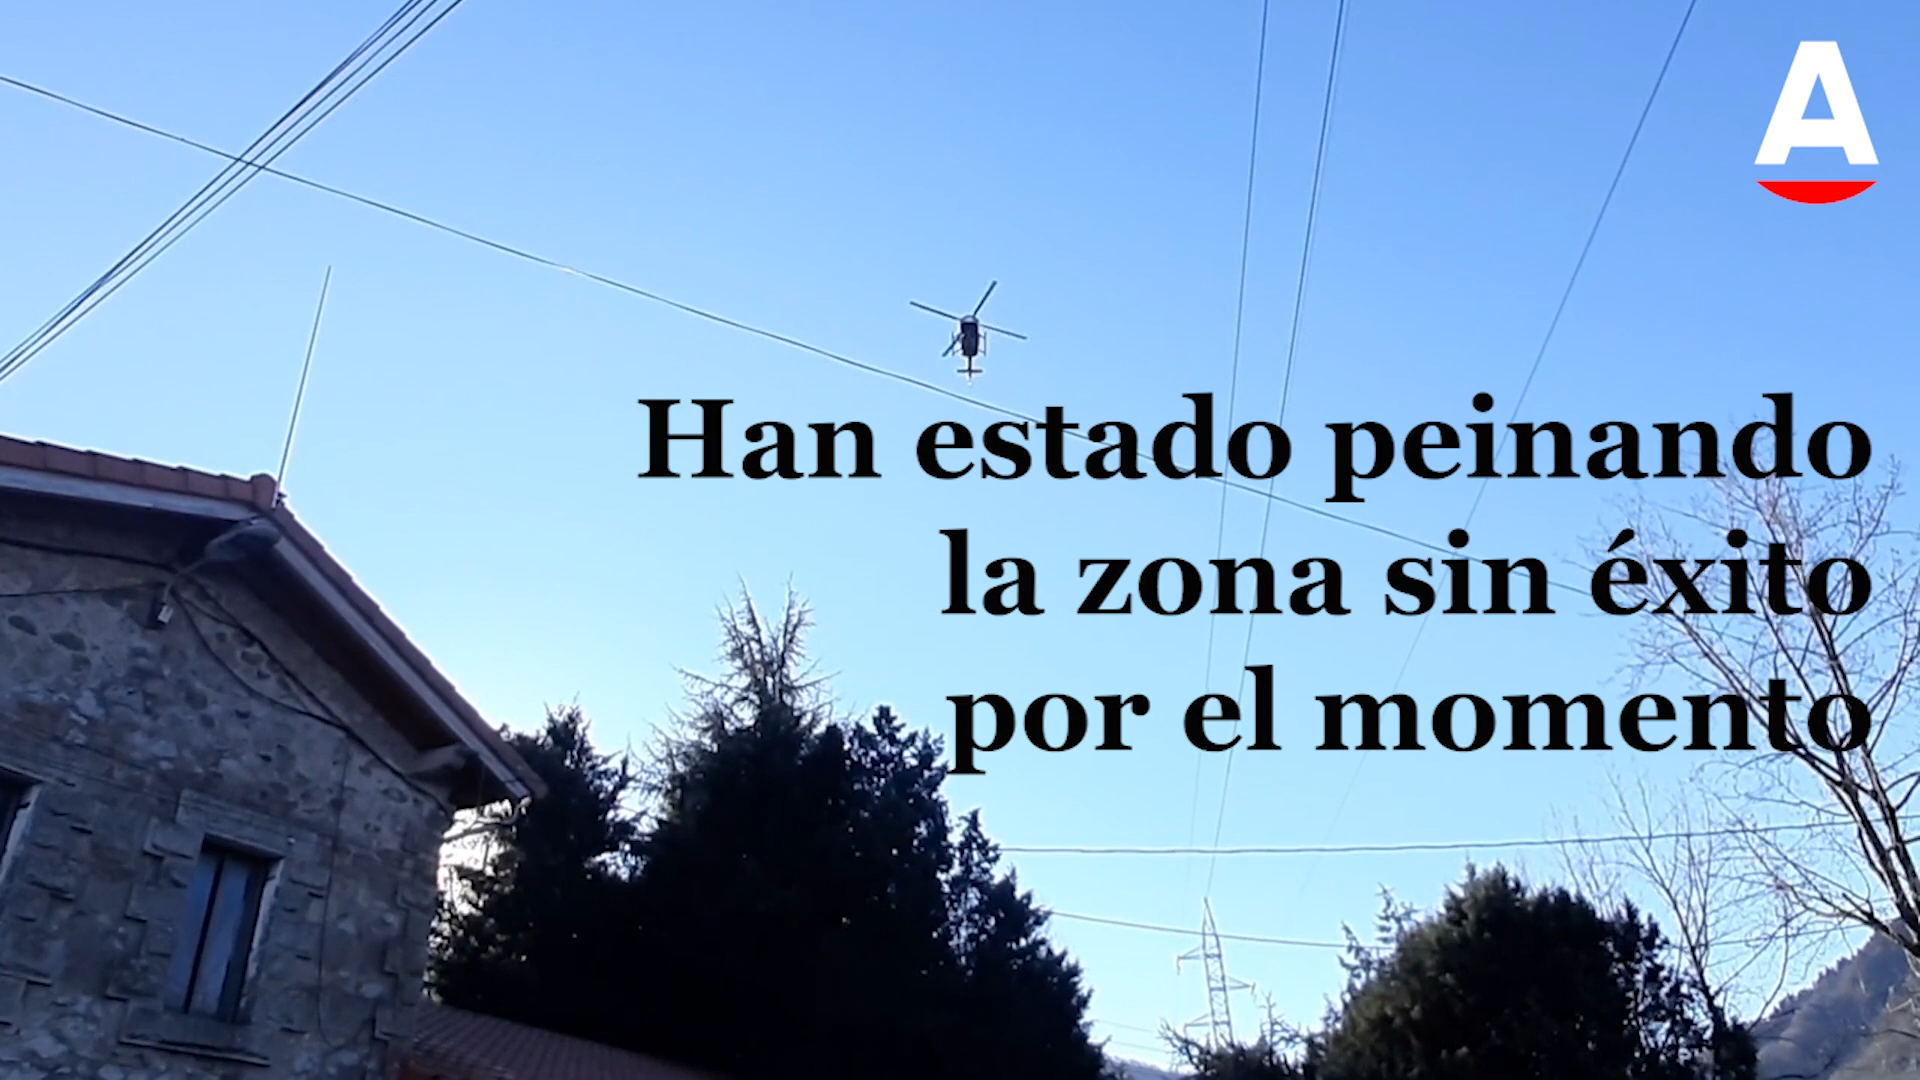 A
Han estado peinando
la zona sin éxito
por el momento